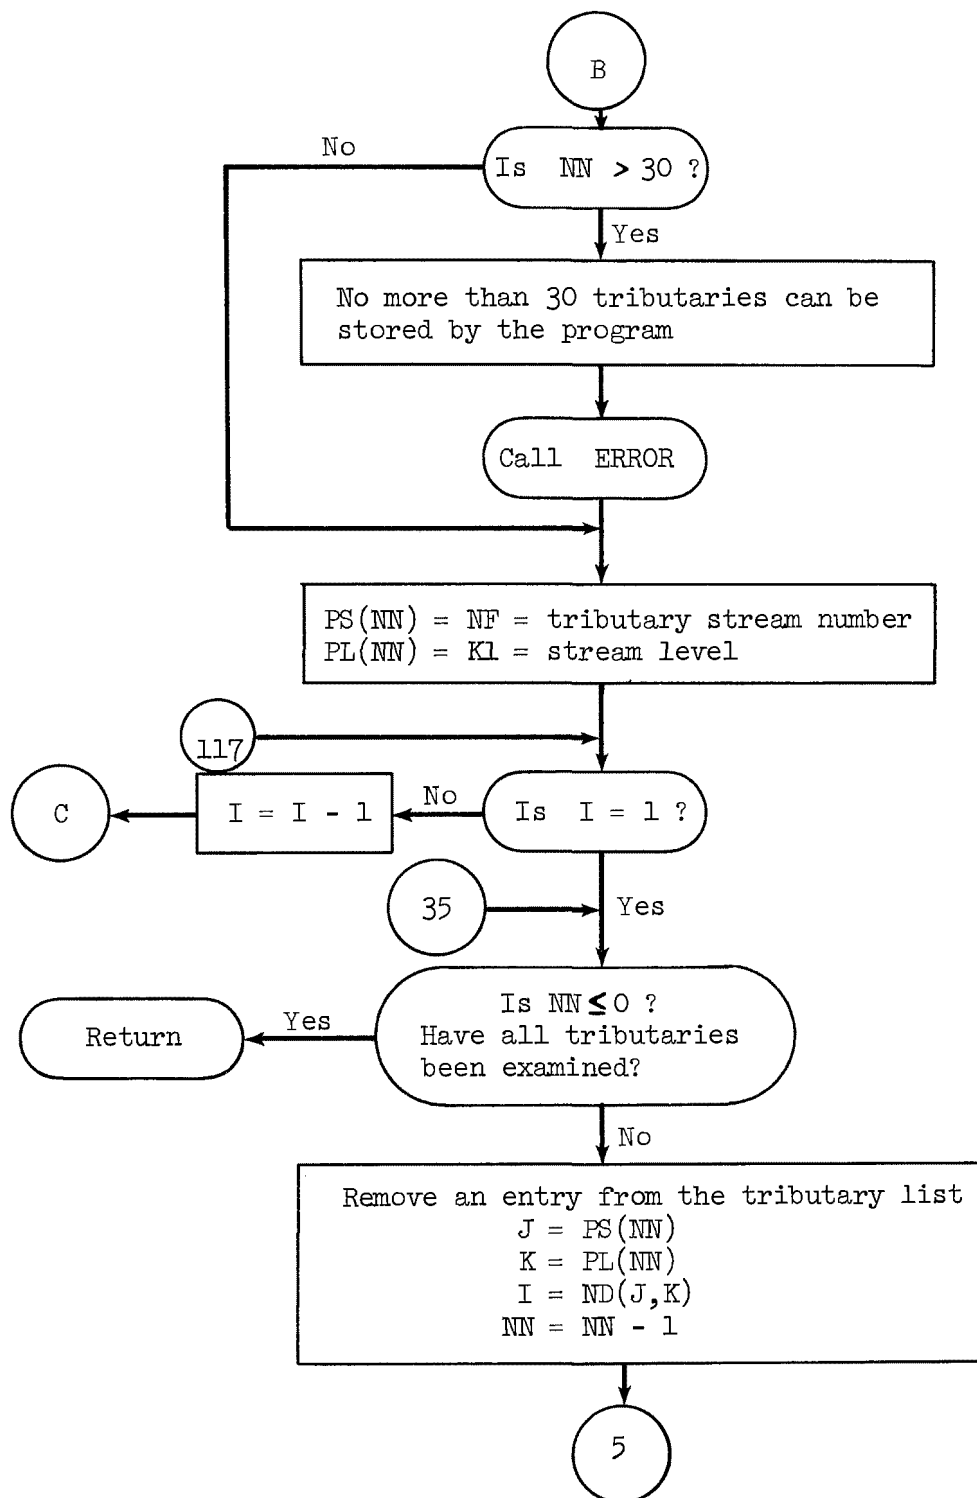 B
No
Is NN > 30 ?
Yes
No more than 30 tributaries can be
stored by the program
Call ERROR
PS(NN) = NF = tributary stream number
PL(NN) = K1 = stream level
117
C
I = I - 1
No
Is I = 1 ?
35
Yes
Is NN ≤ 0 ?
Have all tributaries
been examined?
Yes
Return
No
Remove an entry from the tributary list
J = PS(NN)
K = PL(NN)
I = ND(J,K)
NN = NN - 1
5